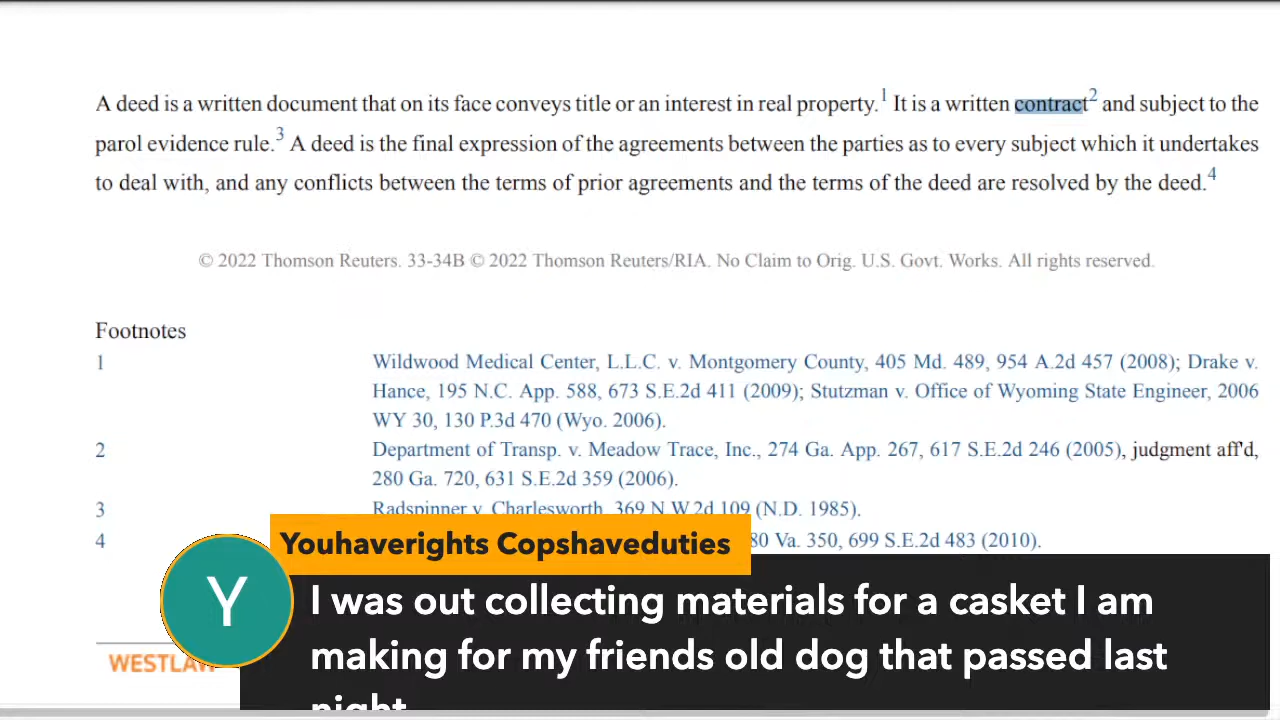 A deed is a written document that on its face conveys title or an interest in real property.1 It is a written contract2 and subject to the
parol evidence rule.3 A deed is the final expression of the agreements between the parties as to every subject which it undertakes
to deal with, and any conflicts between the terms of prior agreements and the terms of the deed are resolved by the deed.4
© 2022 Thomson Reuters. 33-34B © 2022 Thomson Reuters/RIA. No Claim to Orig. U.S. Govt. Works. All rights reserved.
Footnotes
1 Wildwood Medical Center, L.L.C. v. Montgomery County, 405 Md. 489, 954 A.2d 457 (2008); Drake v.
Hance, 195 N.C. App. 588, 673 S.E.2d 411 (2009); Stutzman v. Office of Wyoming State Engineer, 2006
WY 30, 130 P.3d 470 (Wyo. 2006).
2 Department of Transp. v. Meadow Trace, Inc., 274 Ga. App. 267, 617 S.E.2d 246 (2005), judgment aff'd,
280 Ga. 720, 631 S.E.2d 359 (2006).
3 Radspinner v. Charlesworth, 369 N.W.2d 109 (N.D. 1985).
4 Va. 350, 699 S.E.2d 483 (2010).
Youhaverights Copshaveduties
Y
I was out collecting materials for a casket I am
making for my friends old dog that passed last
night
WESTLAW